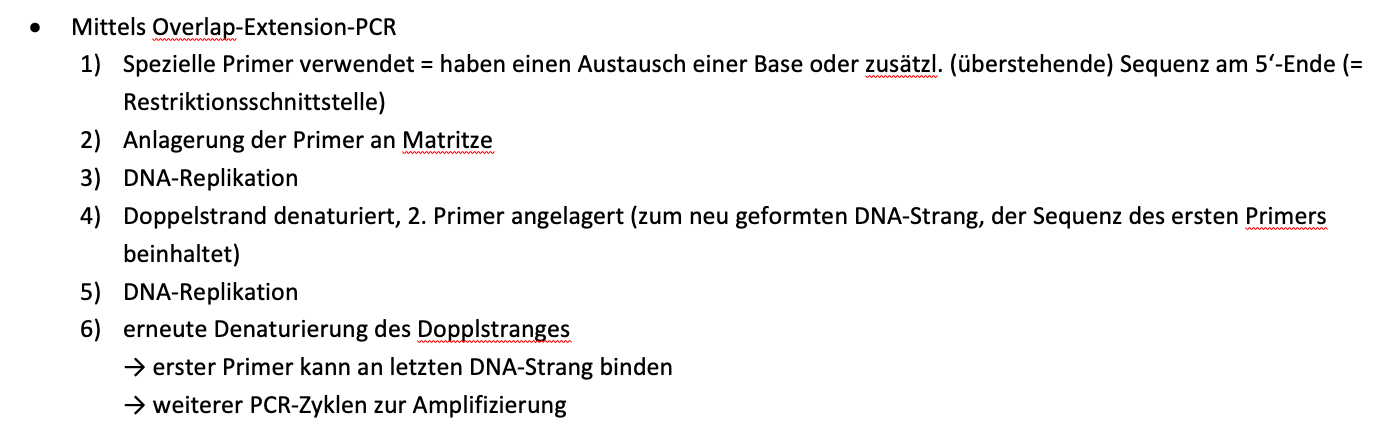 • Mittels Overlap-Extension-PCR
1) Spezielle Primer verwendet = haben einen Austausch einer Base oder zusätzl. (überstehende) Sequenz am 5‘-Ende (=
Restriktionsschnittstelle)
2) Anlagerung der Primer an Matritze
3) DNA-Replikation
4) Doppelstrand denaturiert, 2. Primer angelagert (zum neu geformten DNA-Strang, der Sequenz des ersten Primers
beinhaltet)
5) DNA-Replikation
6) erneute Denaturierung des Dopplstranges
→ erster Primer kann an letzten DNA-Strang binden
→ weiterer PCR-Zyklen zur Amplifizierung